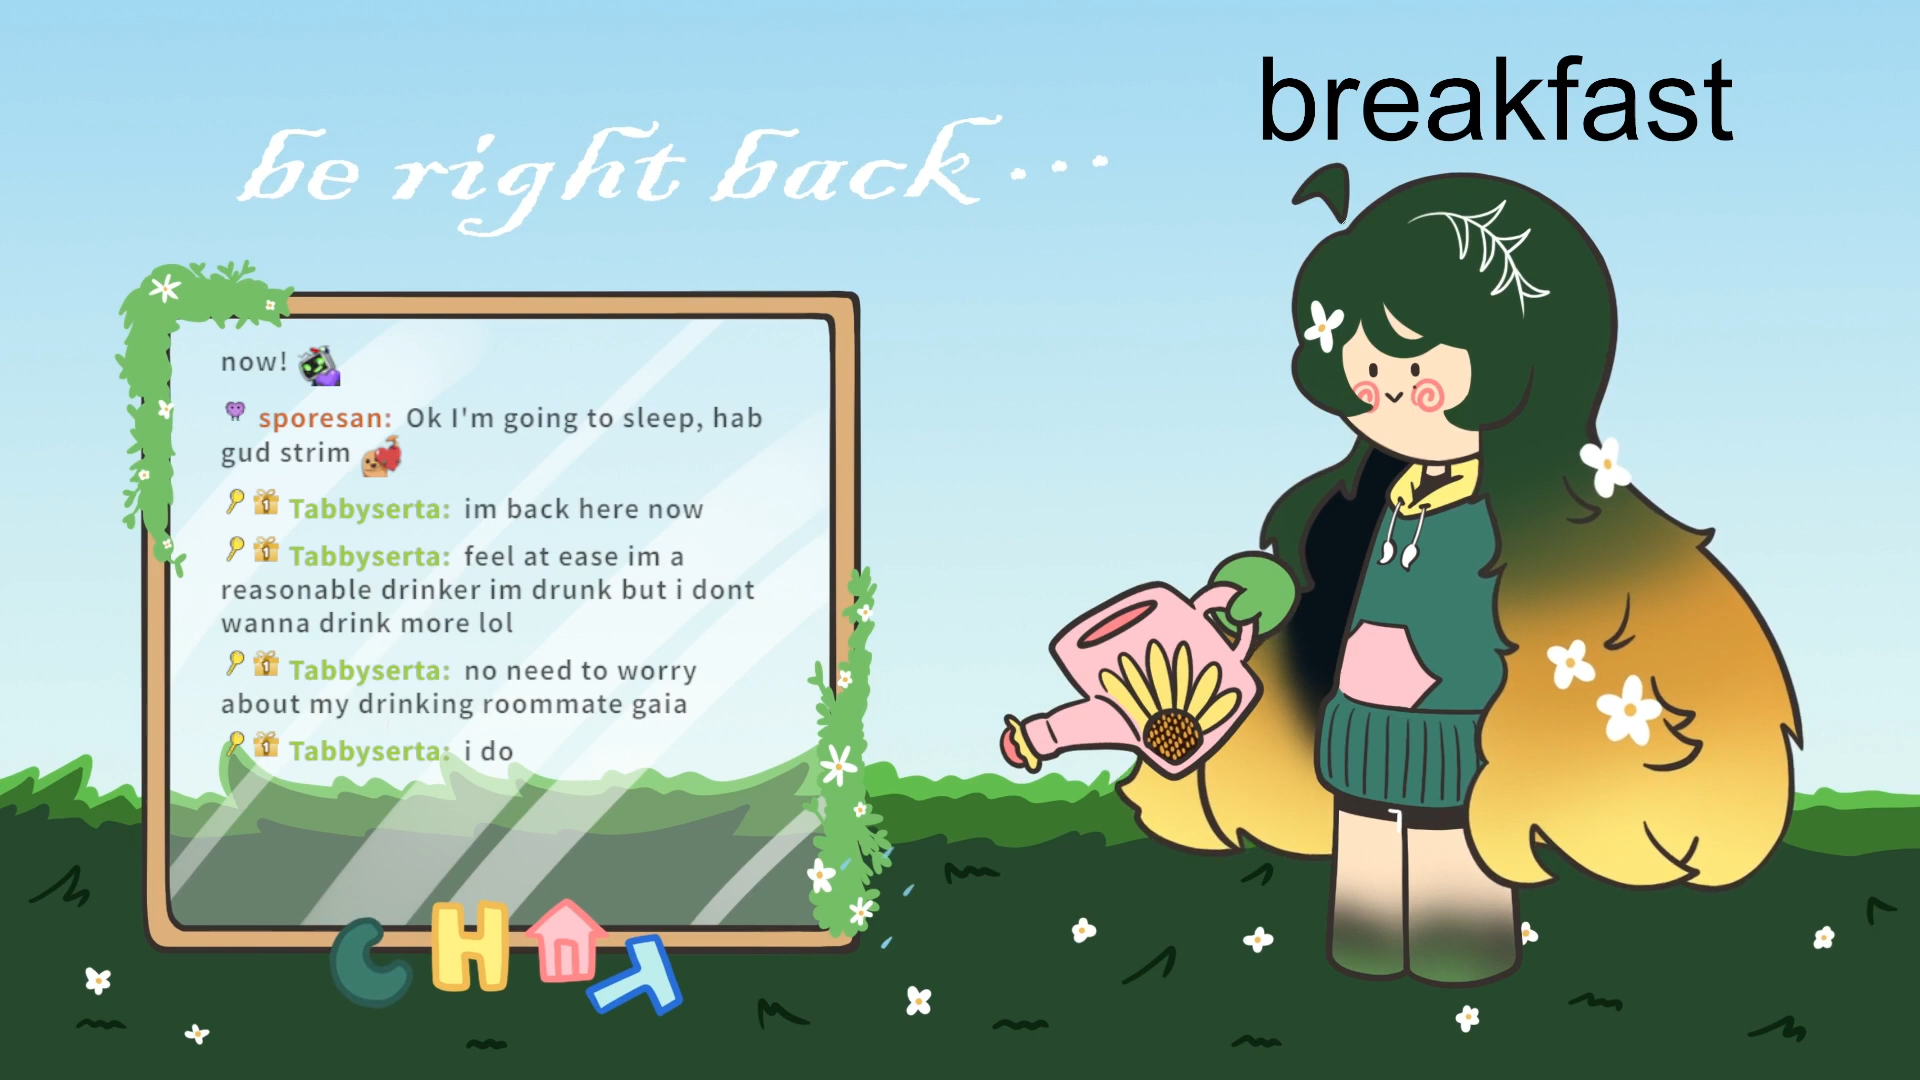 breakfast
be right back...
now!
sporesan: Ok I'm going to sleep, hab
gud strim
Tabbyserta: im back here now
Tabbyserta: feel at ease im a
reasonable drinker im drunk but i dont
wanna drink more lol
Tabbyserta: no need to worry
about my drinking roommate gaia
Tabbyserta: i do
CHAT